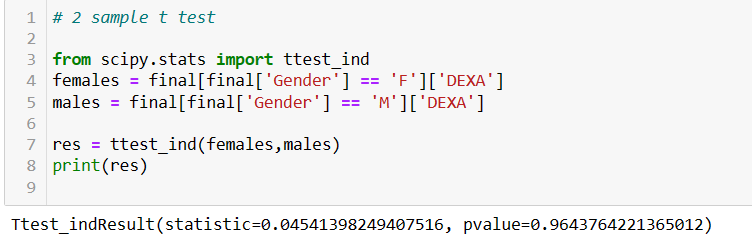 1 # 2 sample t test
2
3 from scipy.stats import ttest_ind
4 females = final[final['Gender'] == 'F']['DEXA']
5 males = final[final['Gender'] == 'M']['DEXA']
6
7 res = ttest_ind(females,males)
8 print(res)
9
Ttest_indResult(statistic=0.04541398249407516, pvalue=0.9643764221365012)